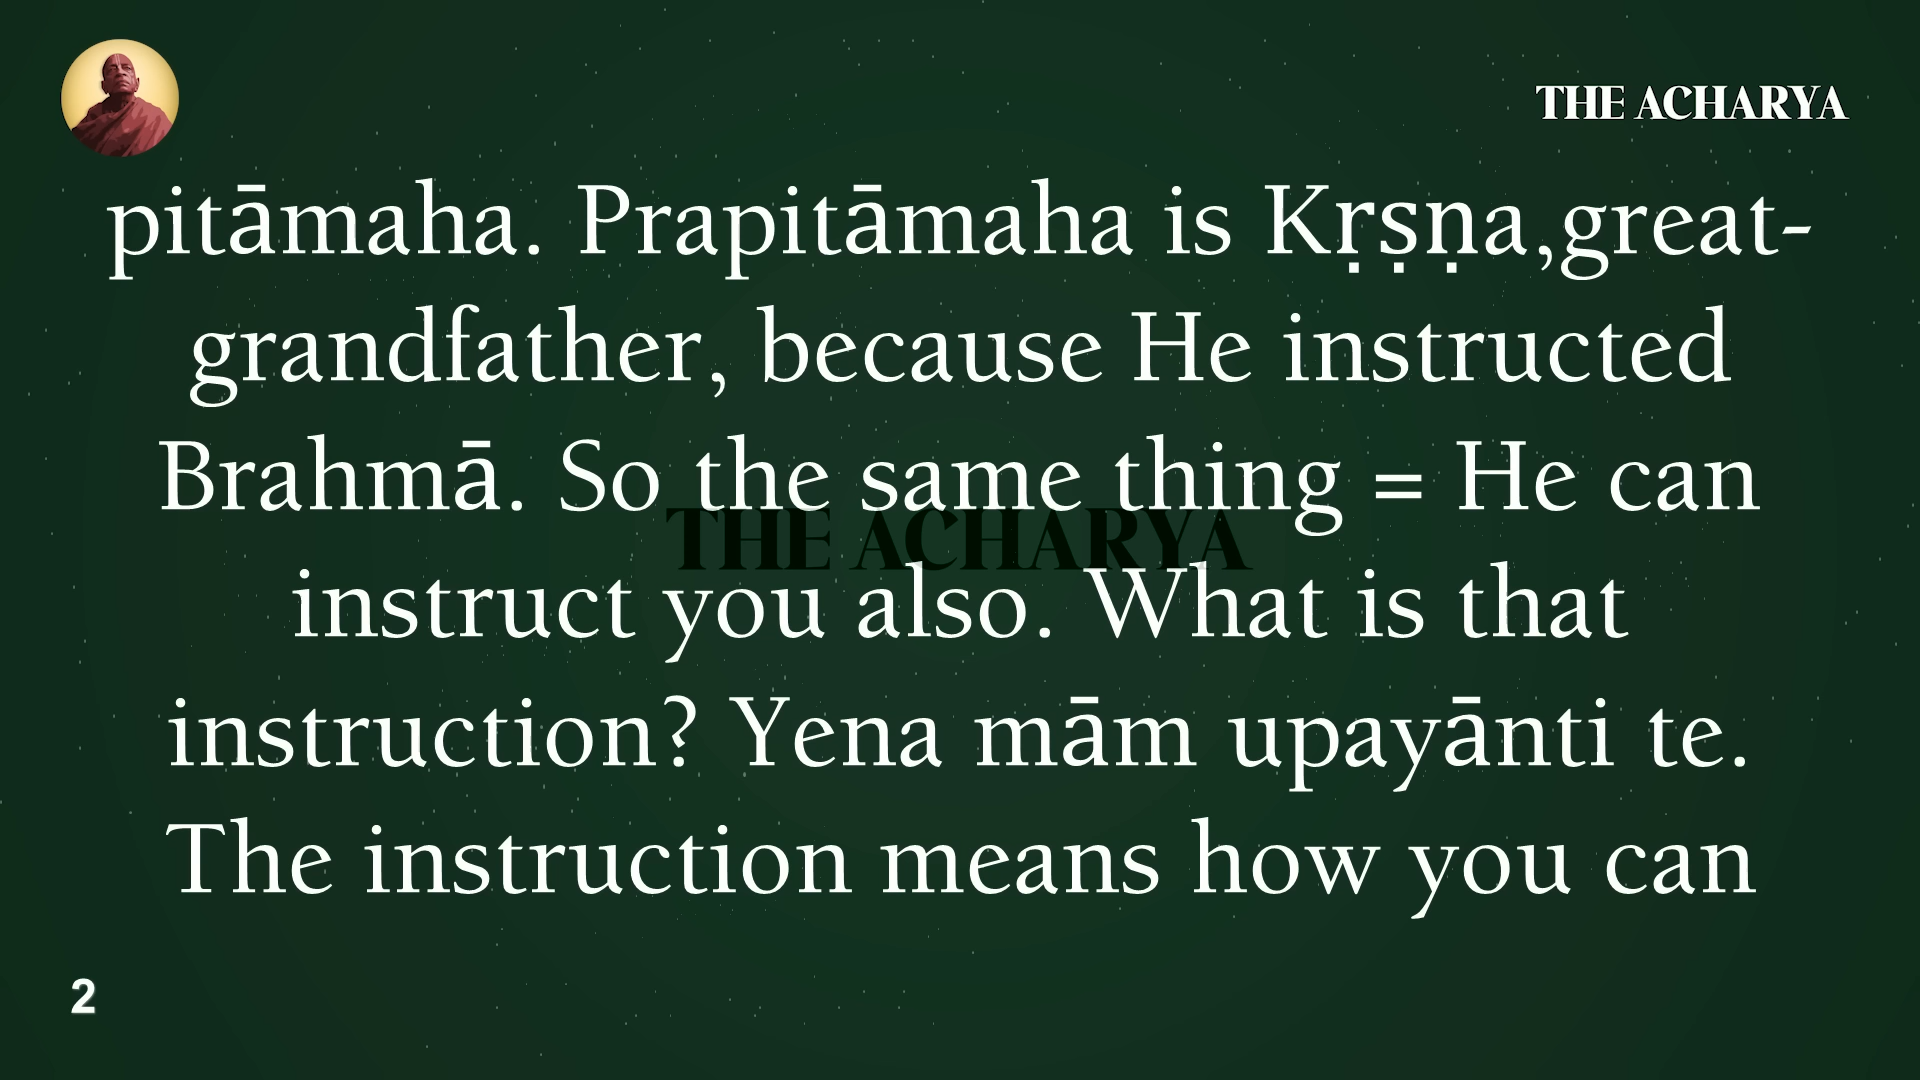 THE ACHARYA
pitāmaha. Prapitāmaha is Kṛṣṇa,great-
grandfather, because He instructed
Brahmā. So the same thing = He can
THE ACHARYA
instruct you also. What is that
instruction? Yena mām upayānti te.
The instruction means how you can
2